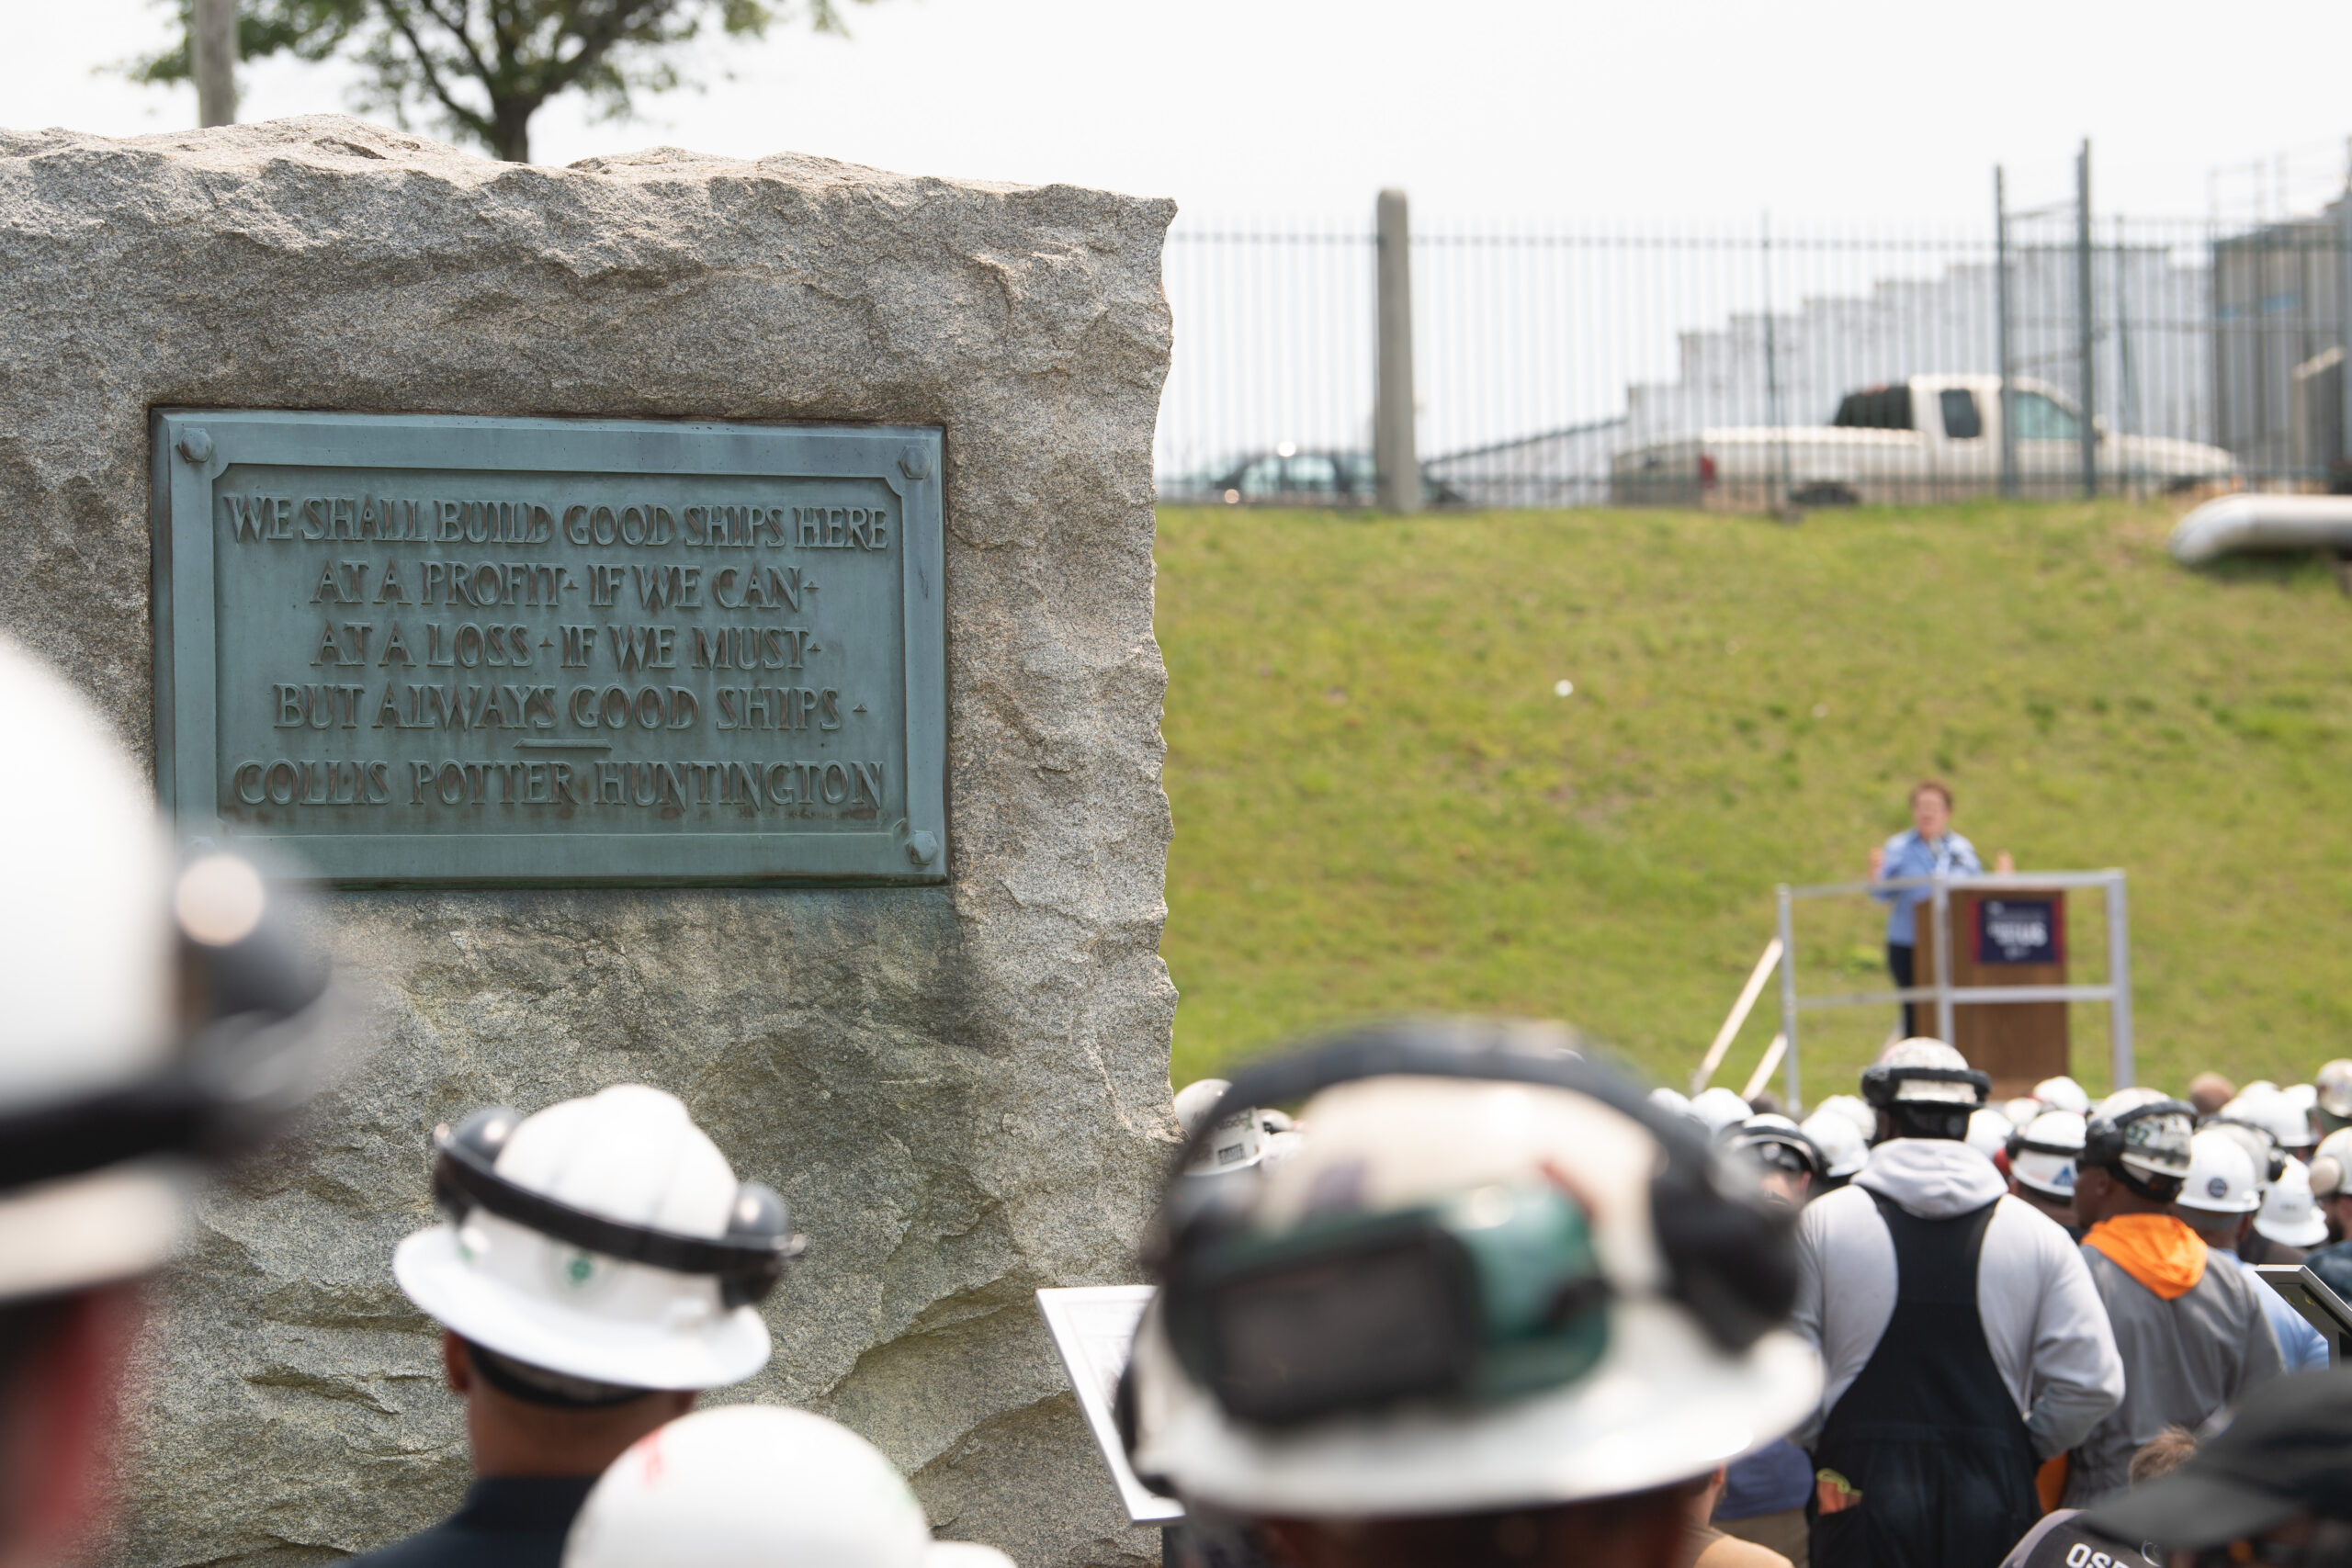 WE SHALL BUILD GOOD SHIPS HERE
AT A PROFIT · IF WE CAN ·
AT A LOSS · IF WE MUST ·
BUT ALWAYS GOOD SHIPS ·
COLLIS POTTER HUNTINGTON